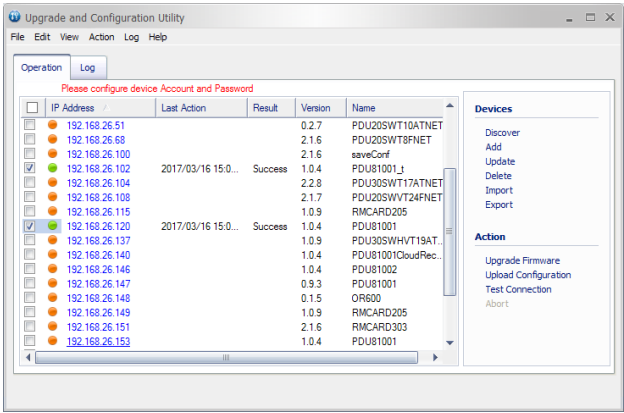 Upgrade and Configuration Utility
File Edit View Action Log Help
Operation Log
Please configure device Account and Password
IP Address Last Action Result Version Name
192.168.26.51 0.2.7 PDU20SWT10ATNET
192.168.26.68 2.1.6 PDU20SWT8FNET
192.168.26.100 2.1.6 saveConf
192.168.26.102 2017/03/16 15:0... Success 1.0.4 PDU81001_t
192.168.26.104 2.2.8 PDU30SWT17ATNET
192.168.26.108 2.1.7 PDU20SWVT24FNET
192.168.26.115 1.0.9 RMCARD205
192.168.26.120 2017/03/16 15:0... Success 1.0.4 PDU81001
192.168.26.137 1.0.9 PDU30SWHVT19AT...
192.168.26.140 1.0.4 PDU81001CloudRec...
192.168.26.146 1.0.4 PDU81002
192.168.26.147 0.9.3 PDU81001
192.168.26.148 0.1.5 OR600
192.168.26.149 1.0.9 RMCARD205
192.168.26.151 2.1.6 RMCARD303
192.168.26.153 1.0.4 PDU81001
Devices
Discover
Add
Update
Delete
Import
Export
Action
Upgrade Firmware
Upload Configuration
Test Connection
Abort